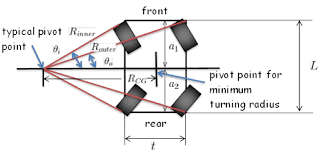 front
typical pivot
point
R_inner
R_outer
θ_i
θ_o
a_1
R_CG
a_2
pivot point for
minimum
turning radius
L
rear
t